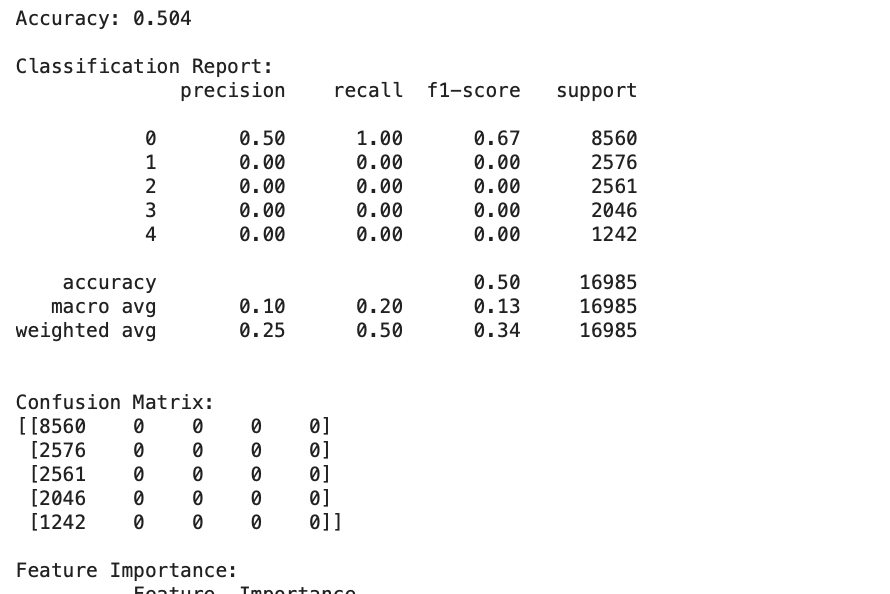 Accuracy: 0.504
Classification Report:
precision recall f1-score support
0 0.50 1.00 0.67 8560
1 0.00 0.00 0.00 2576
2 0.00 0.00 0.00 2561
3 0.00 0.00 0.00 2046
4 0.00 0.00 0.00 1242
accuracy 0.50 16985
macro avg 0.10 0.20 0.13 16985
weighted avg 0.25 0.50 0.34 16985
Confusion Matrix:
[[8560 0 0 0 0]
[2576 0 0 0 0]
[2561 0 0 0 0]
[2046 0 0 0 0]
[1242 0 0 0 0]]
Feature Importance:
Feature Importance